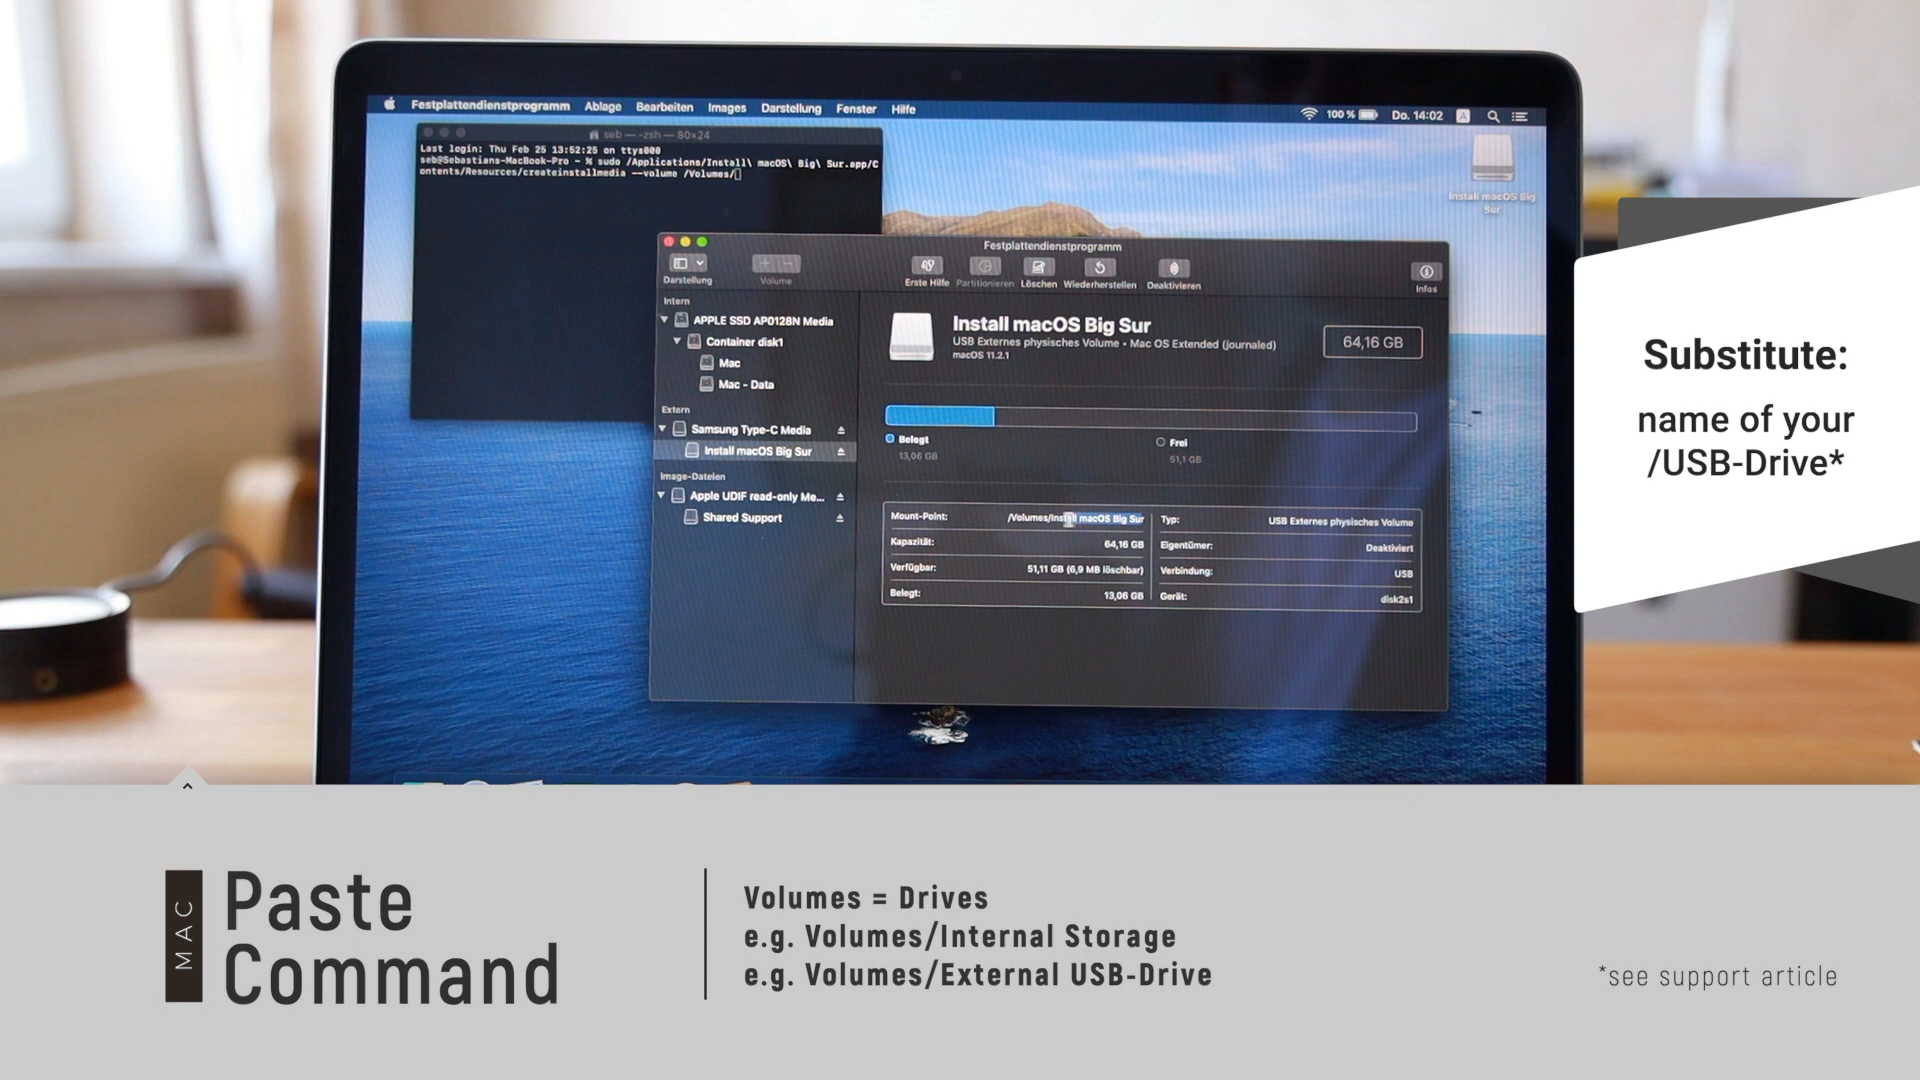 Festplattendienstprogramm Ablage Bearbeiten Images Darstellung Fenster Hilfe
100 % Do. 14:02 A
seb — -zsh — 80×24
Last login: Thu Feb 25 13:52:25 on ttys000
seb@Sebastians-MacBook-Pro ~ % sudo /Applications/Install\ macOS\ Big\ Sur.app/C
ontents/Resources/createinstallmedia --volume /Volumes/
Install macOS Big
Sur
Festplattendienstprogramm
Darstellung
Volume
Erste Hilfe Partitionieren Löschen Wiederherstellen Deaktivieren
Infos
Intern
APPLE SSD AP0128N Media
Container disk1
Mac
Mac - Data
Extern
Samsung Type-C Media
Install macOS Big Sur
Image-Dateien
Apple UDIF read-only Me...
Shared Support
Install macOS Big Sur
USB Externes physisches Volume • Mac OS Extended (journaled)
macOS 11.2.1
64,16 GB
Belegt
13,06 GB
Frei
51,1 GB
Mount-Point: /Volumes/Install macOS Big Sur
Kapazität: 64,16 GB
Verfügbar: 51,11 GB (6,9 MB löschbar)
Belegt: 13,06 GB
Typ: USB Externes physisches Volume
Eigentümer: Deaktiviert
Verbindung: USB
Gerät: disk2s1
Substitute:
name of your
/USB-Drive*
MAC
Paste
Command
Volumes = Drives
e.g. Volumes/Internal Storage
e.g. Volumes/External USB-Drive
*see support article